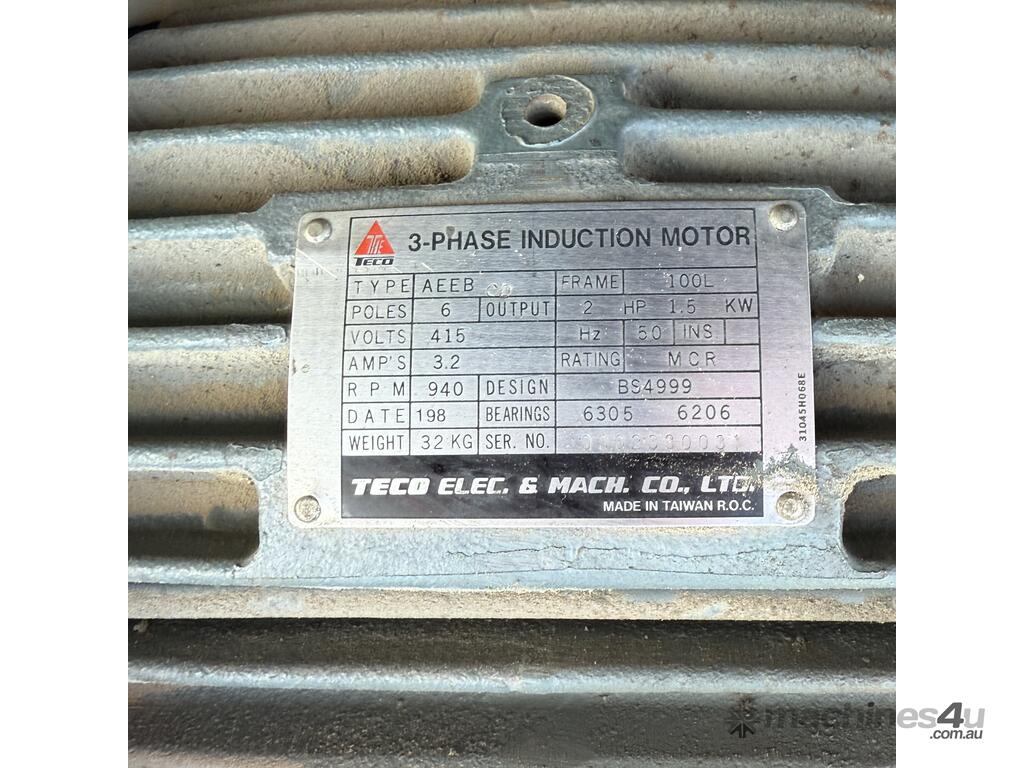 TECO 3-PHASE INDUCTION MOTOR
TYPE AEEB CD FRAME 100L
POLES 6 OUTPUT 2 HP 1.5 KW
VOLTS 415 Hz 50 INS
AMP'S 3.2 RATING MCR
RPM 940 DESIGN BS4999
DATE 198 BEARINGS 6305 6206
WEIGHT 32 KG SER. NO.
TECO ELEC. & MACH. CO., LTD.
MADE IN TAIWAN R.O.C.
31045H068E
machines4u
.com.au